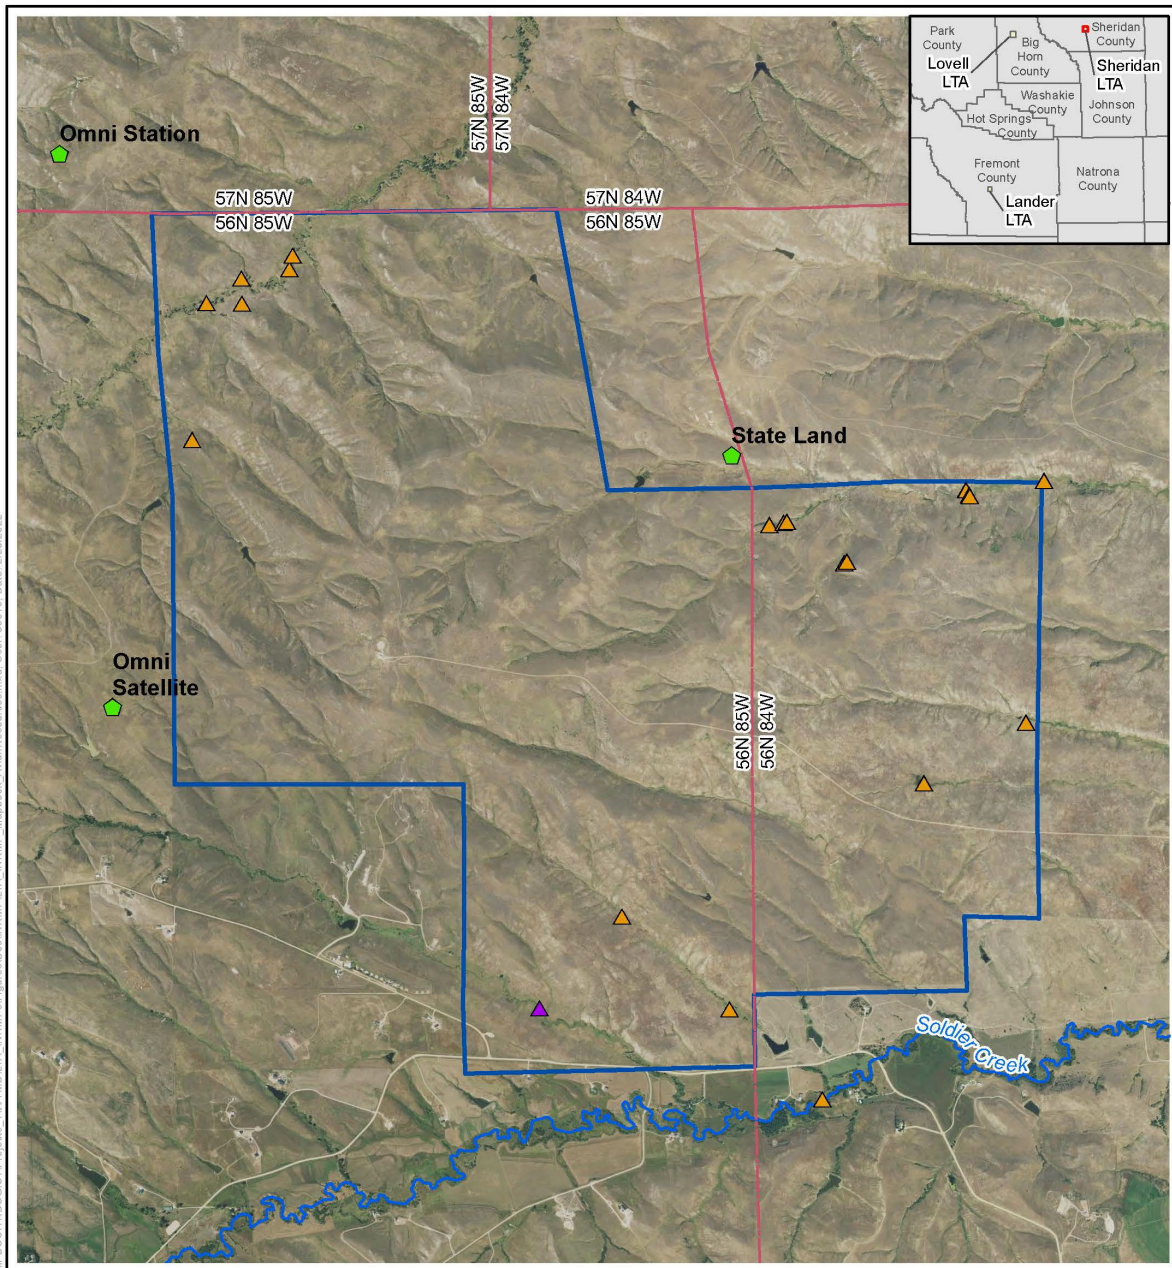 Park
County
Lovell
LTA
Big
Horn
County
Sheridan
County
Sheridan
LTA
Washakie
County
Hot Springs
County
Johnson
County
Fremont
County
Natrona
County
Lander
LTA
57N 85W
57N 84W
Omni Station
57N 85W
56N 85W
57N 84W
56N 85W
State Land
Omni
Satellite
56N 85W
56N 84W
Soldier Creek